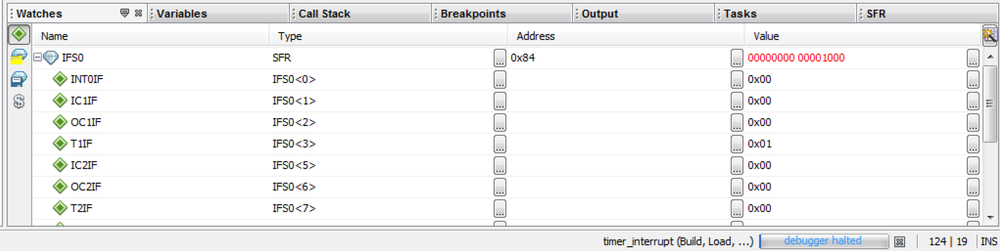 Watches Variables Call Stack Breakpoints Output Tasks SFR
Name Type Address Value
IFS0 SFR ... 0x84 ... 00000000 00001000 ...
INT0IF IFS0<0> ... ... 0x00 ...
IC1IF IFS0<1> ... ... 0x00 ...
OC1IF IFS0<2> ... ... 0x00 ...
T1IF IFS0<3> ... ... 0x01 ...
IC2IF IFS0<5> ... ... 0x00 ...
OC2IF IFS0<6> ... ... 0x00 ...
T2IF IFS0<7> ... ... 0x00 ...
timer_interrupt (Build, Load, ...) debugger halted 124 | 19 INS